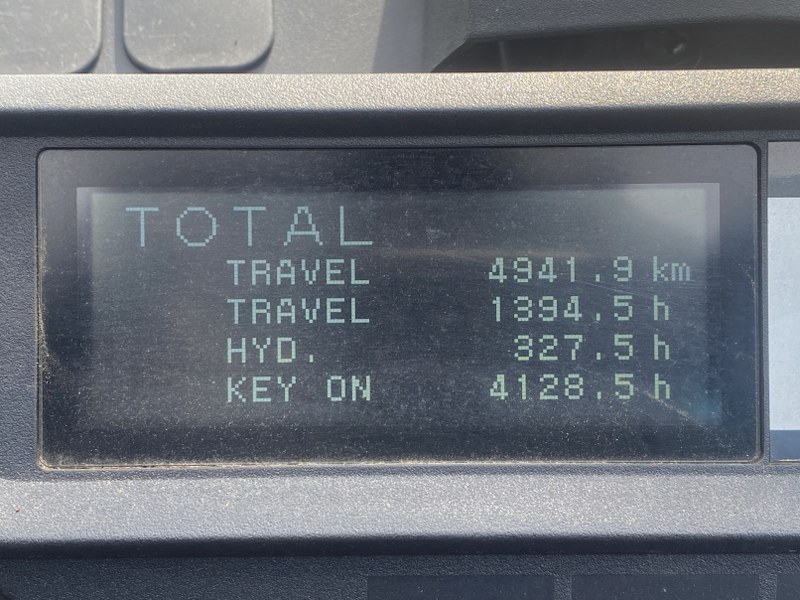 TOTAL
TRAVEL 4941.9 km
TRAVEL 1394.5 h
HYD. 327.5 h
KEY ON 4128.5 h